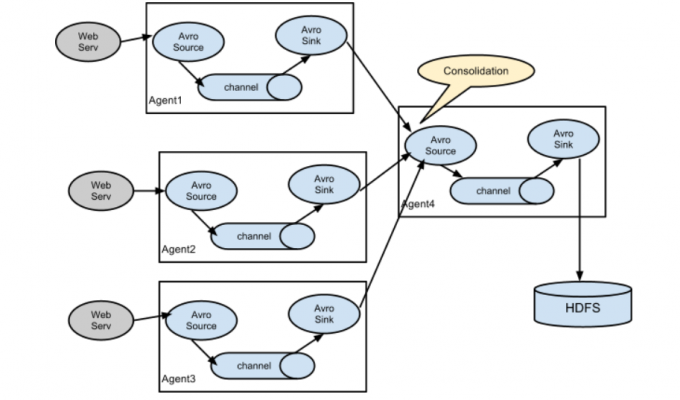 Web
Serv
Avro
Source
Avro
Sink
channel
Agent1
Consolidation
Web
Serv
Avro
Source
Avro
Sink
channel
Agent2
Avro
Source
Avro
Sink
channel
Agent4
Web
Serv
Avro
Source
Avro
Sink
channel
Agent3
HDFS